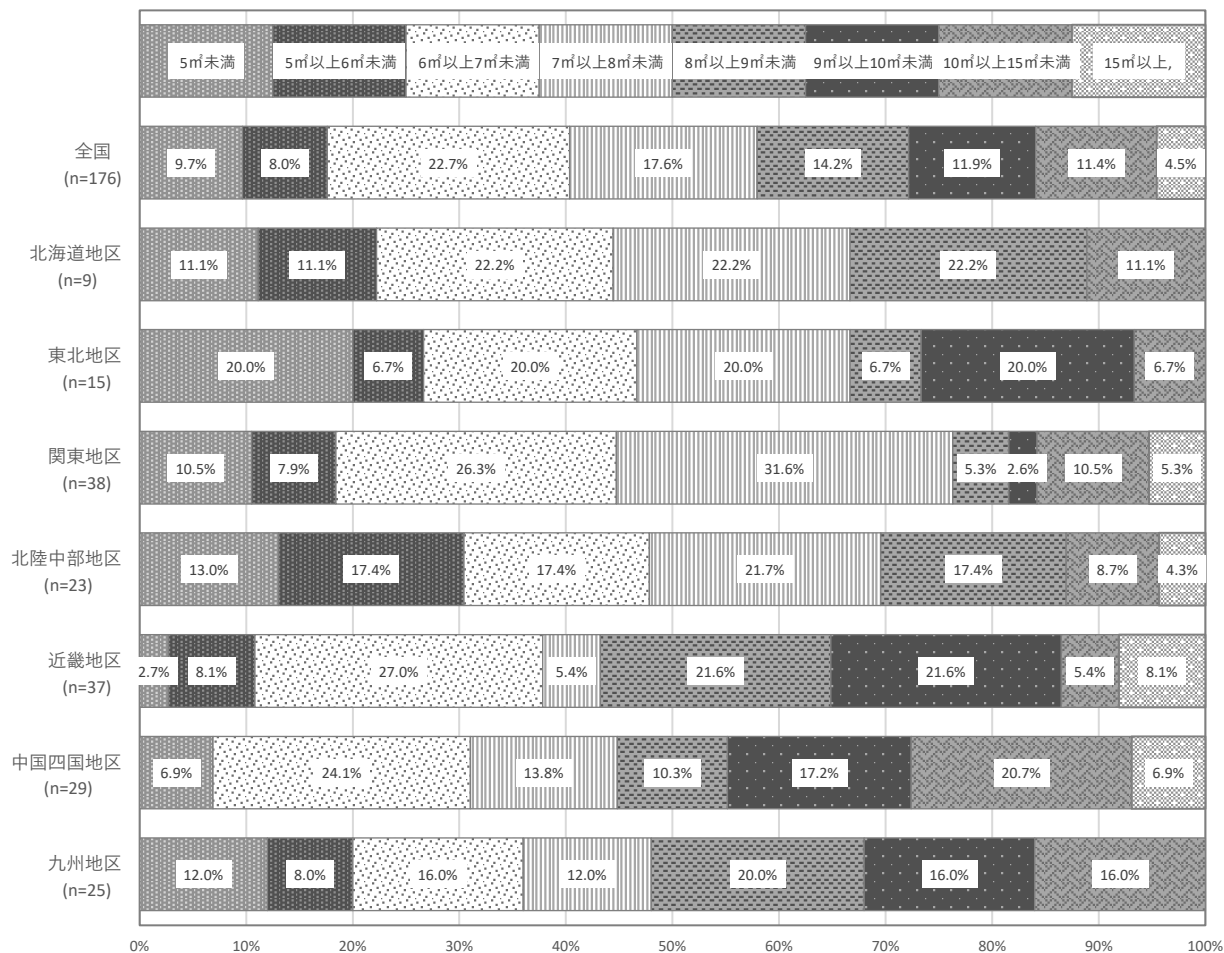 5㎡未満 5㎡以上6㎡未満 6㎡以上7㎡未満 7㎡以上8㎡未満 8㎡以上9㎡未満 9㎡以上10㎡未満 10㎡以上15㎡未満 15㎡以上,
全国
(n=176)
9.7% 8.0% 22.7% 17.6% 14.2% 11.9% 11.4% 4.5%
北海道地区
(n=9)
11.1% 11.1% 22.2% 22.2% 22.2% 11.1%
東北地区
(n=15)
20.0% 6.7% 20.0% 20.0% 6.7% 20.0% 6.7%
関東地区
(n=38)
10.5% 7.9% 26.3% 31.6% 5.3% 2.6% 10.5% 5.3%
北陸中部地区
(n=23)
13.0% 17.4% 17.4% 21.7% 17.4% 8.7% 4.3%
近畿地区
(n=37)
2.7% 8.1% 27.0% 5.4% 21.6% 21.6% 5.4% 8.1%
中国四国地区
(n=29)
6.9% 24.1% 13.8% 10.3% 17.2% 20.7% 6.9%
九州地区
(n=25)
12.0% 8.0% 16.0% 12.0% 20.0% 16.0% 16.0%
0% 10% 20% 30% 40% 50% 60% 70% 80% 90% 100%